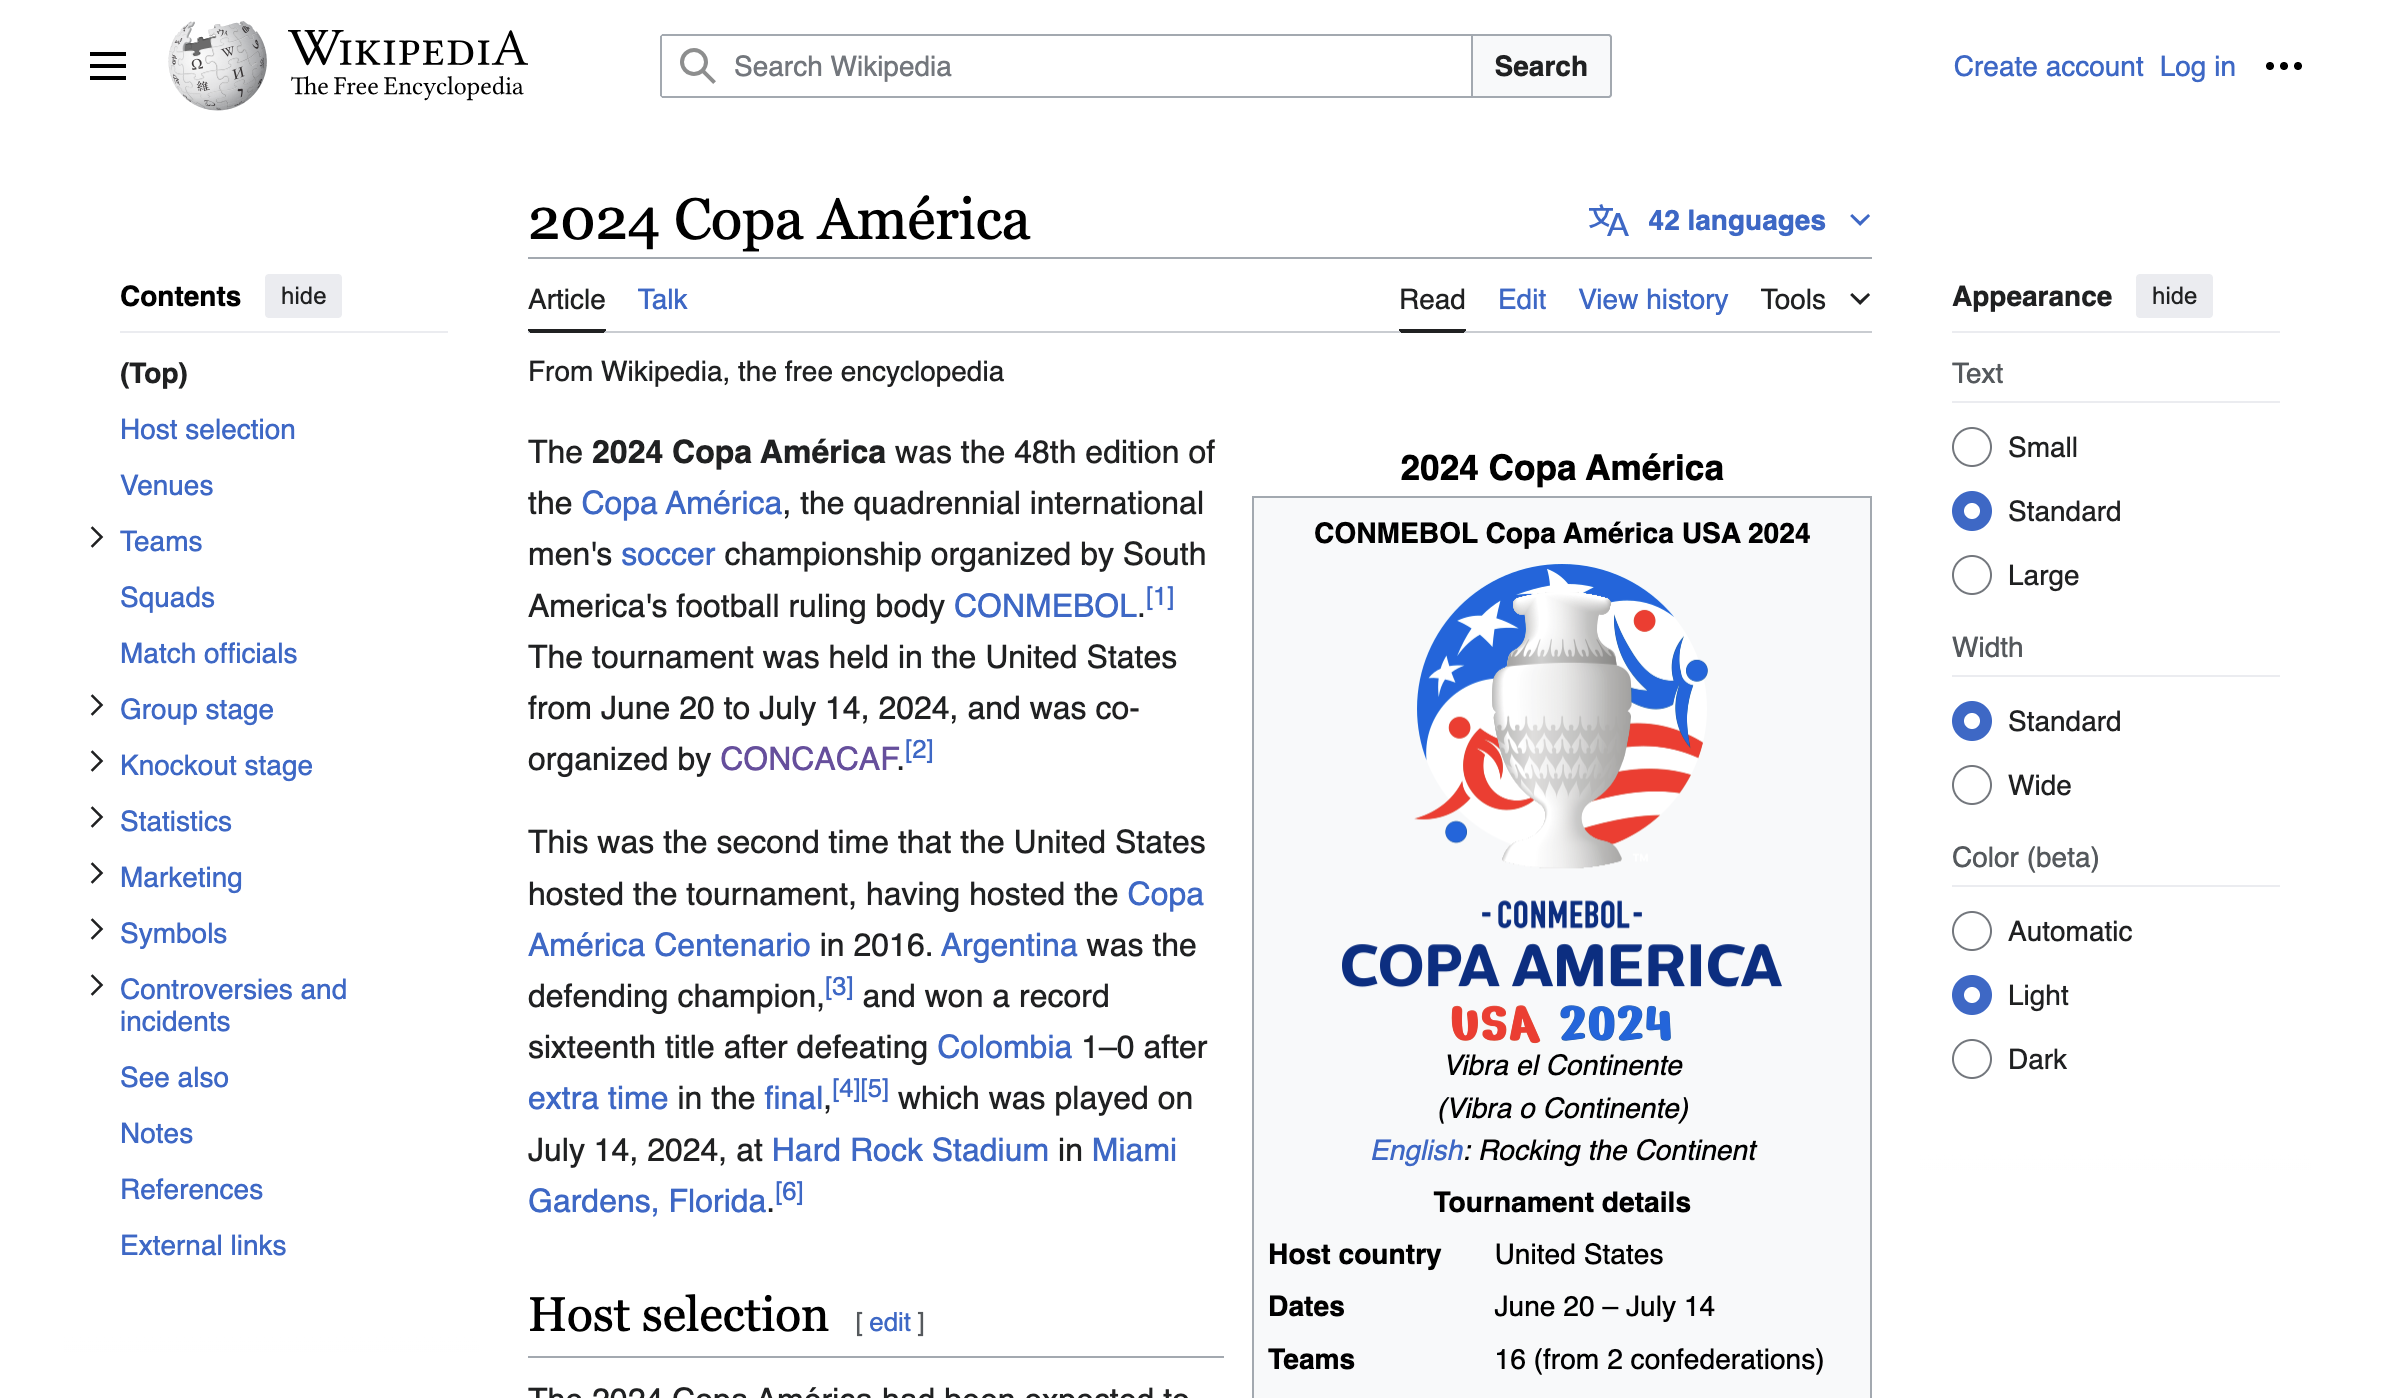 WIKIPEDIA
The Free Encyclopedia
Search Wikipedia
Search
Create account Log in
2024 Copa América
42 languages
Contents hide
(Top)
Host selection
Venues
Teams
Squads
Match officials
Group stage
Knockout stage
Statistics
Marketing
Symbols
Controversies and
incidents
See also
Notes
References
External links
Article Talk
Read Edit View history Tools
From Wikipedia, the free encyclopedia
The 2024 Copa América was the 48th edition of
the Copa América, the quadrennial international
men's soccer championship organized by South
America's football ruling body CONMEBOL.[1]
The tournament was held in the United States
from June 20 to July 14, 2024, and was co-
organized by CONCACAF.[2]
This was the second time that the United States
hosted the tournament, having hosted the Copa
América Centenario in 2016. Argentina was the
defending champion,[3] and won a record
sixteenth title after defeating Colombia 1–0 after
extra time in the final,[4][5] which was played on
July 14, 2024, at Hard Rock Stadium in Miami
Gardens, Florida.[6]
Host selection [ edit ]
The 2024 Copa América had been expected to
2024 Copa América
CONMEBOL Copa América USA 2024
TM
-CONMEBOL-
COPA AMERICA
USA 2024
Vibra el Continente
(Vibra o Continente)
English: Rocking the Continent
Tournament details
Host country United States
Dates June 20 – July 14
Teams 16 (from 2 confederations)
Appearance hide
Text
Small
Standard
Large
Width
Standard
Wide
Color (beta)
Automatic
Light
Dark